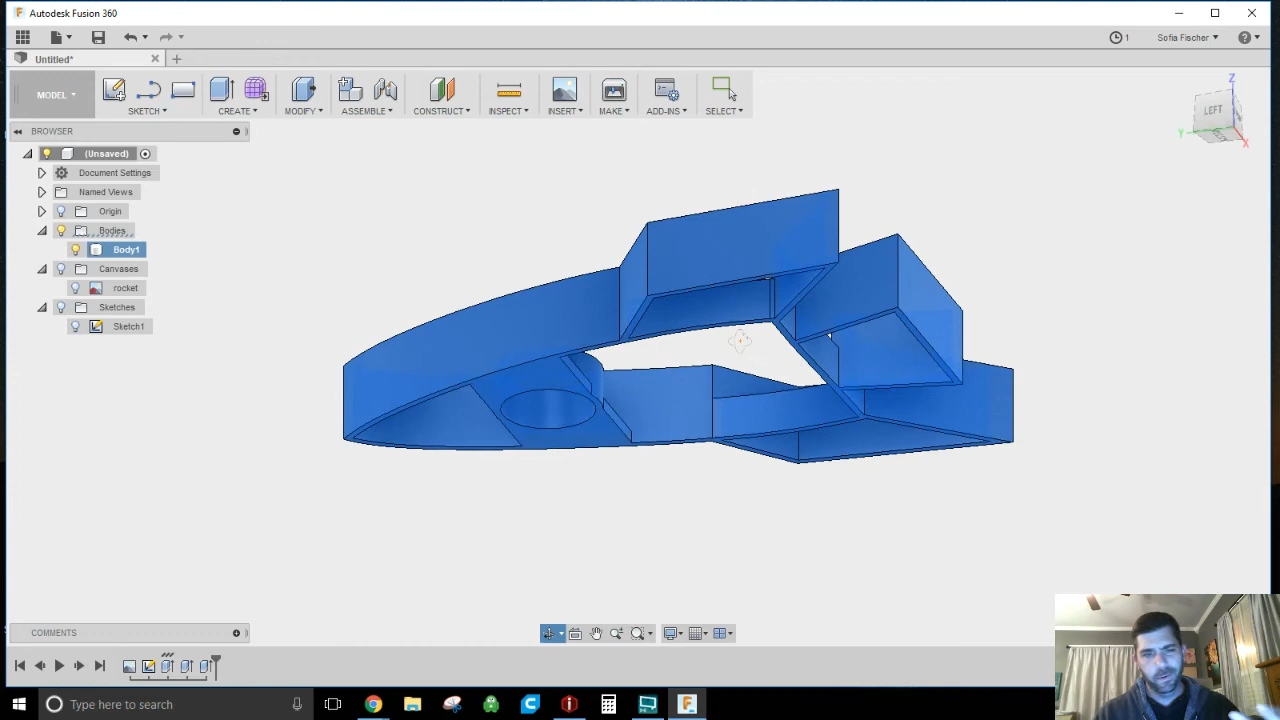 Autodesk Fusion 360
1
Sofia Fischer
Untitled*
MODEL
SKETCH
CREATE
MODIFY
ASSEMBLE
CONSTRUCT
INSPECT
INSERT
MAKE
ADD-INS
SELECT
BROWSER
(Unsaved)
Document Settings
Named Views
Origin
Bodies
Body1
Canvases
rocket
Sketches
Sketch1
Z
LEFT
Y
X
COMMENTS
Type here to search